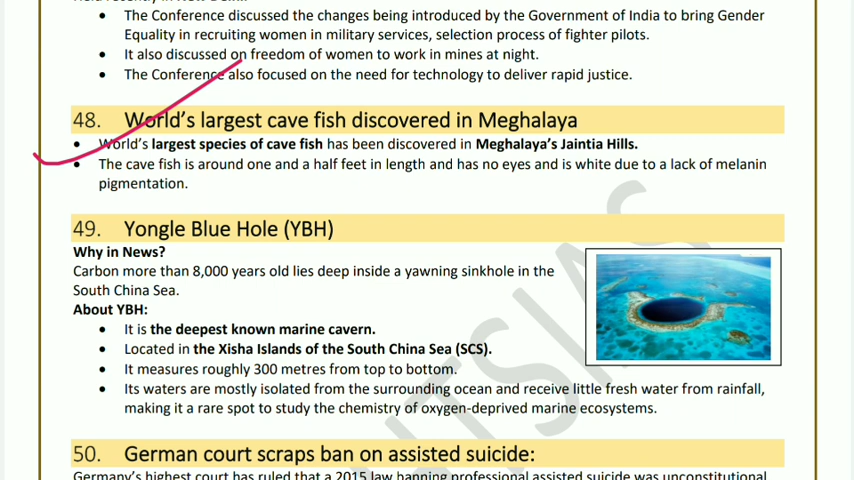 • The Conference discussed the changes being introduced by the Government of India to bring Gender
Equality in recruiting women in military services, selection process of fighter pilots.
• It also discussed on freedom of women to work in mines at night.
• The Conference also focused on the need for technology to deliver rapid justice.
48. World's largest cave fish discovered in Meghalaya
• World's largest species of cave fish has been discovered in Meghalaya's Jaintia Hills.
• The cave fish is around one and a half feet in length and has no eyes and is white due to a lack of melanin
pigmentation.
49. Yongle Blue Hole (YBH)
Why in News?
Carbon more than 8,000 years old lies deep inside a yawning sinkhole in the
South China Sea.
About YBH:
• It is the deepest known marine cavern.
• Located in the Xisha Islands of the South China Sea (SCS).
• It measures roughly 300 metres from top to bottom.
• Its waters are mostly isolated from the surrounding ocean and receive little fresh water from rainfall,
making it a rare spot to study the chemistry of oxygen-deprived marine ecosystems.
50. German court scraps ban on assisted suicide:
Germany's highest court has ruled that a 2015 law banning professional assisted suicide was unconstitutional